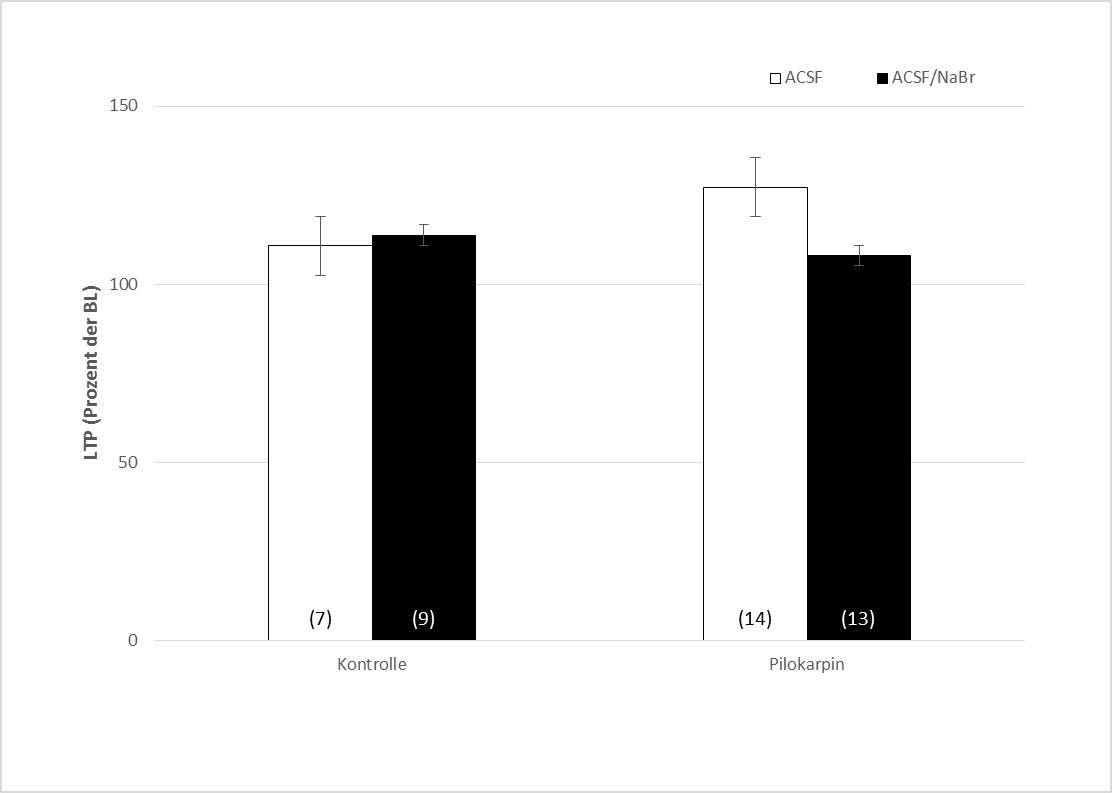 ACSF
ACSF/NaBr
150
100
50
0
LTP (Prozent der BL)
(7)
(9)
(14)
(13)
Kontrolle
Pilokarpin